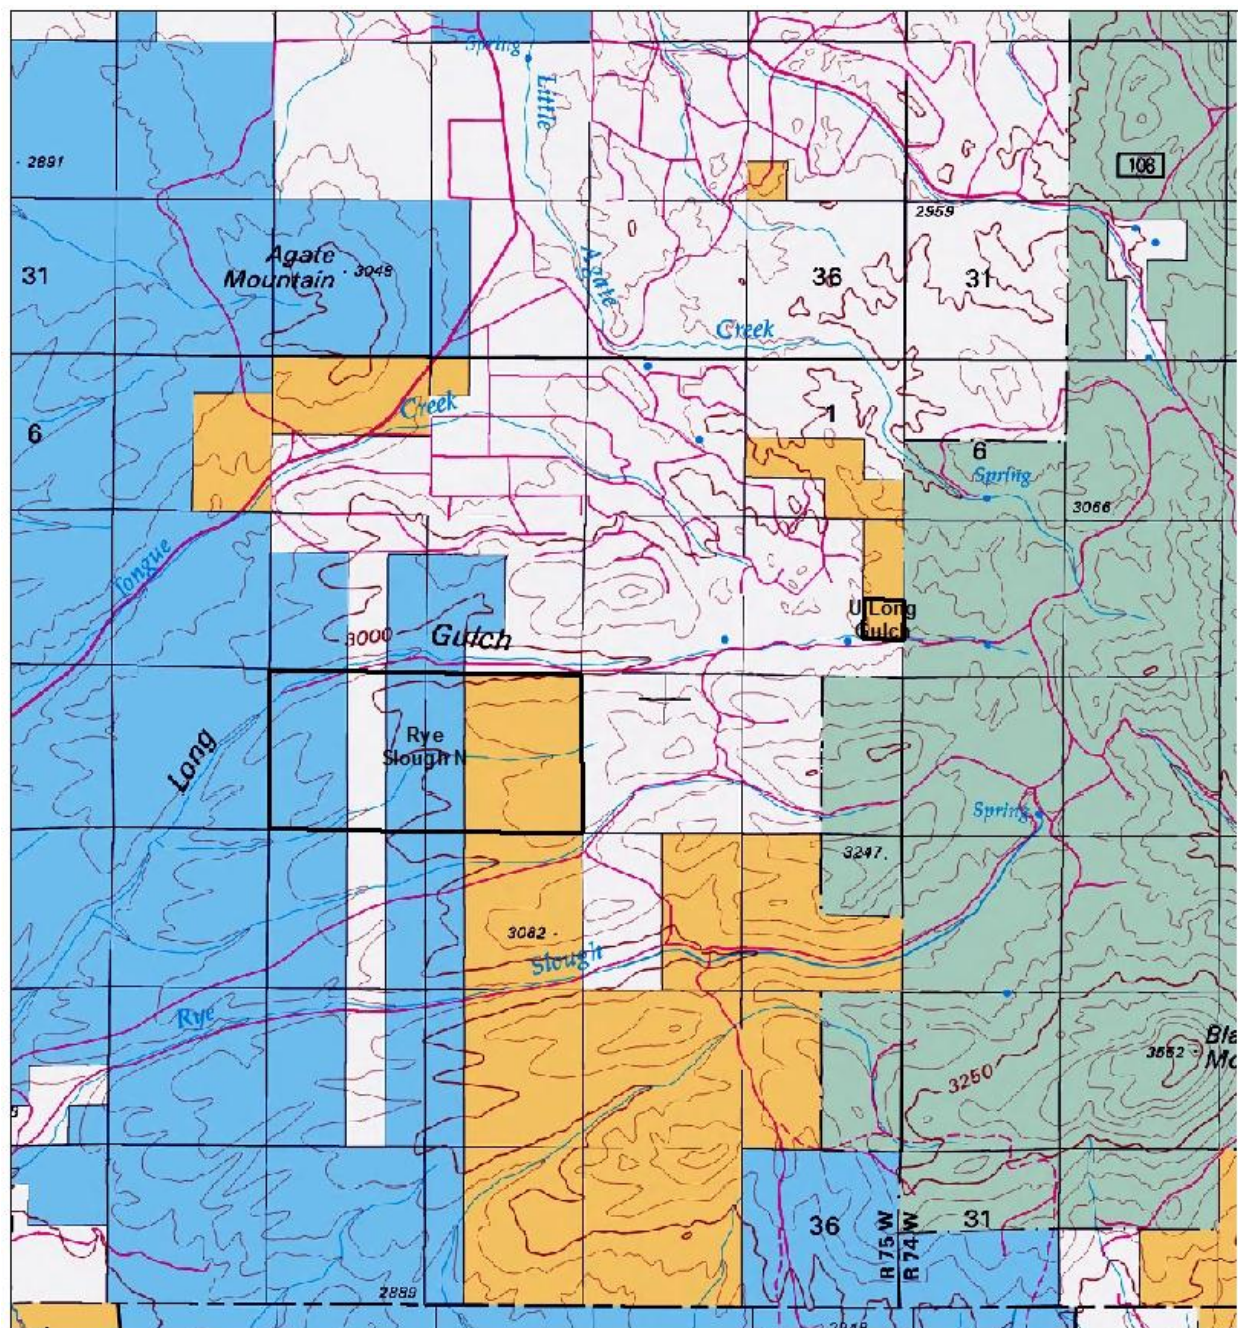 Spring
Little
2891
106
2959
Agate
Mountain
3048
Agate
31
36
31
Creek
Creek
1
6
6
Spring
3066
Tongue
U Long
Gulch
3000
Gulch
Rye
Slough N
Long
Spring
3247
3082
Slough
Rye
3250
3552
Bla
Mo
36
R 75 W
R 74 W
31
2889